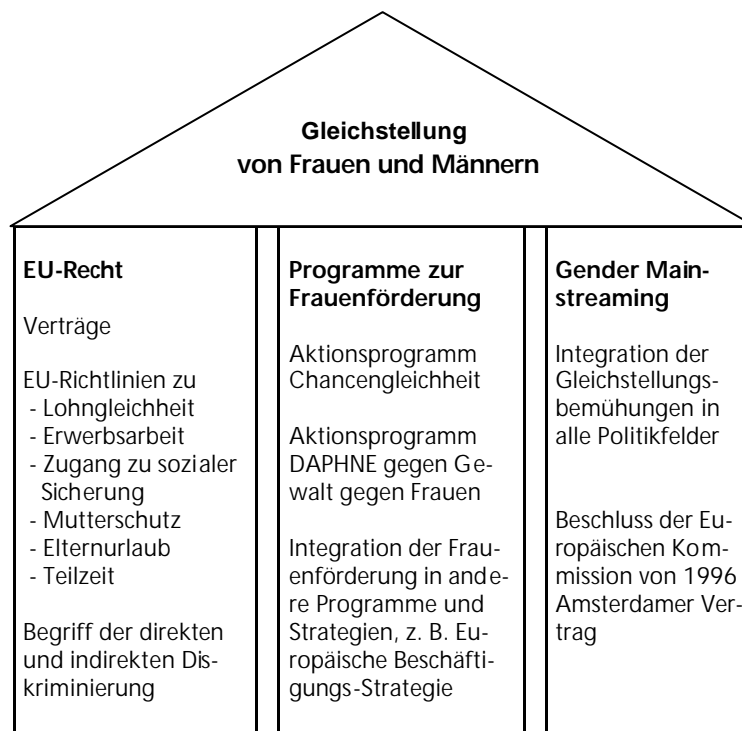 Gleichstellung
von Frauen und Männern
EU-Recht
Verträge
EU-Richtlinien zu
- Lohngleichheit
- Erwerbsarbeit
- Zugang zu sozialer
Sicherung
- Mutterschutz
- Elternurlaub
- Teilzeit
Begriff der direkten
und indirekten Dis-
kriminierung
Programme zur
Frauenförderung
Aktionsprogramm
Chancengleichheit
Aktionsprogramm
DAPHNE gegen Ge-
walt gegen Frauen
Integration der Frau-
enförderung in ande-
re Programme und
Strategien, z. B. Eu-
ropäische Beschäfti-
gungs-Strategie
Gender Main-
streaming
Integration der
Gleichstellungs-
bemühungen in
alle Politikfelder
Beschluss der Eu-
ropäischen Kom-
mission von 1996
Amsterdamer Ver-
trag